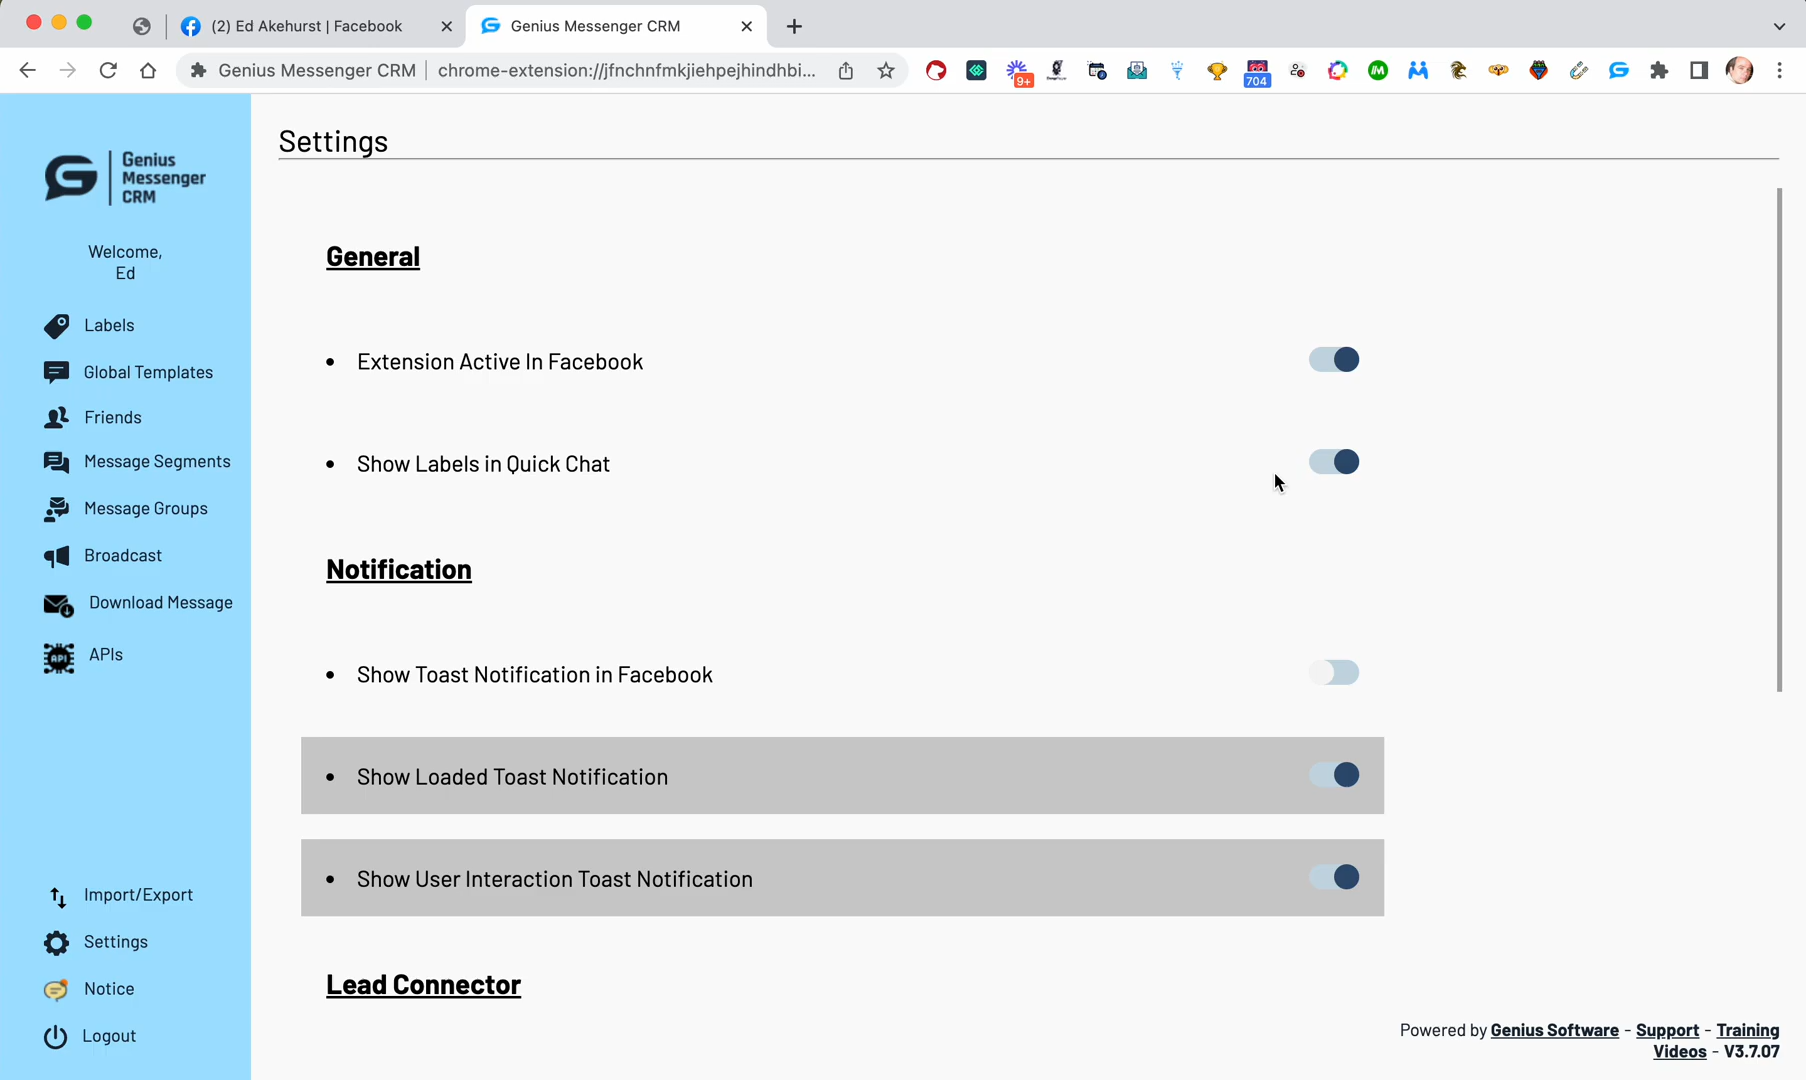 (2) Ed Akehurst | Facebook
Genius Messenger CRM
Genius Messenger CRM
chrome-extension://jfnchnfmkjiehpejhindhbi...
9+
704
Genius
Messenger
CRM
Welcome,
Ed
Labels
Global Templates
Friends
Message Segments
Message Groups
Broadcast
Download Message
API
APIs
Import/Export
Settings
Notice
Logout
Settings
General
Extension Active In Facebook
Show Labels in Quick Chat
Notification
Show Toast Notification in Facebook
Show Loaded Toast Notification
Show User Interaction Toast Notification
Lead Connector
Powered by Genius Software - Support - Training
Videos - V3.7.07